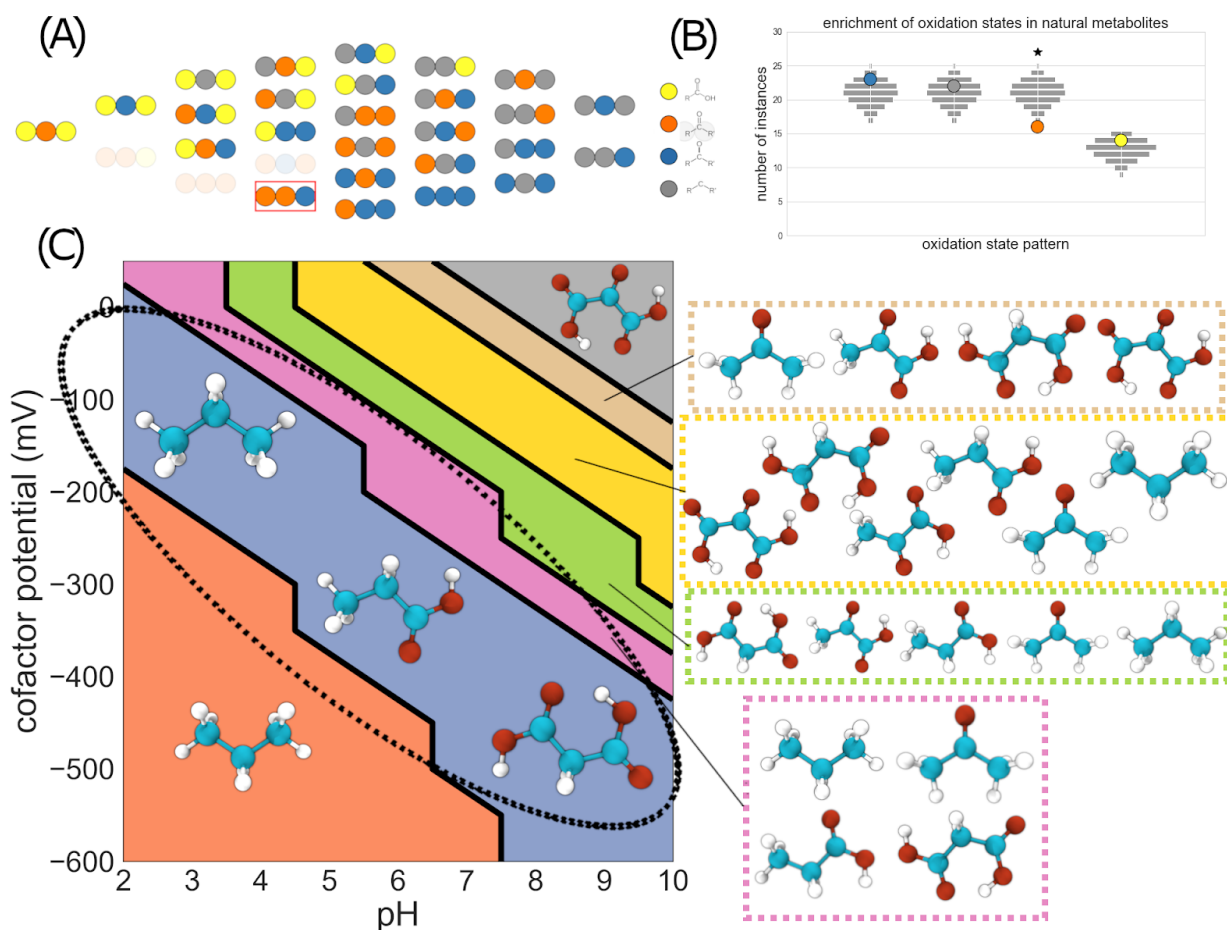 (A)
O
R OH
O
R R'
O
R R'
C
R R'
(B)
enrichment of oxidation states in natural metabolites
30
25
20
15
10
5
0
number of instances
oxidation state pattern
(C)
0
−100
−200
−300
−400
−500
−600
cofactor potential (mV)
2 3 4 5 6 7 8 9 10
pH